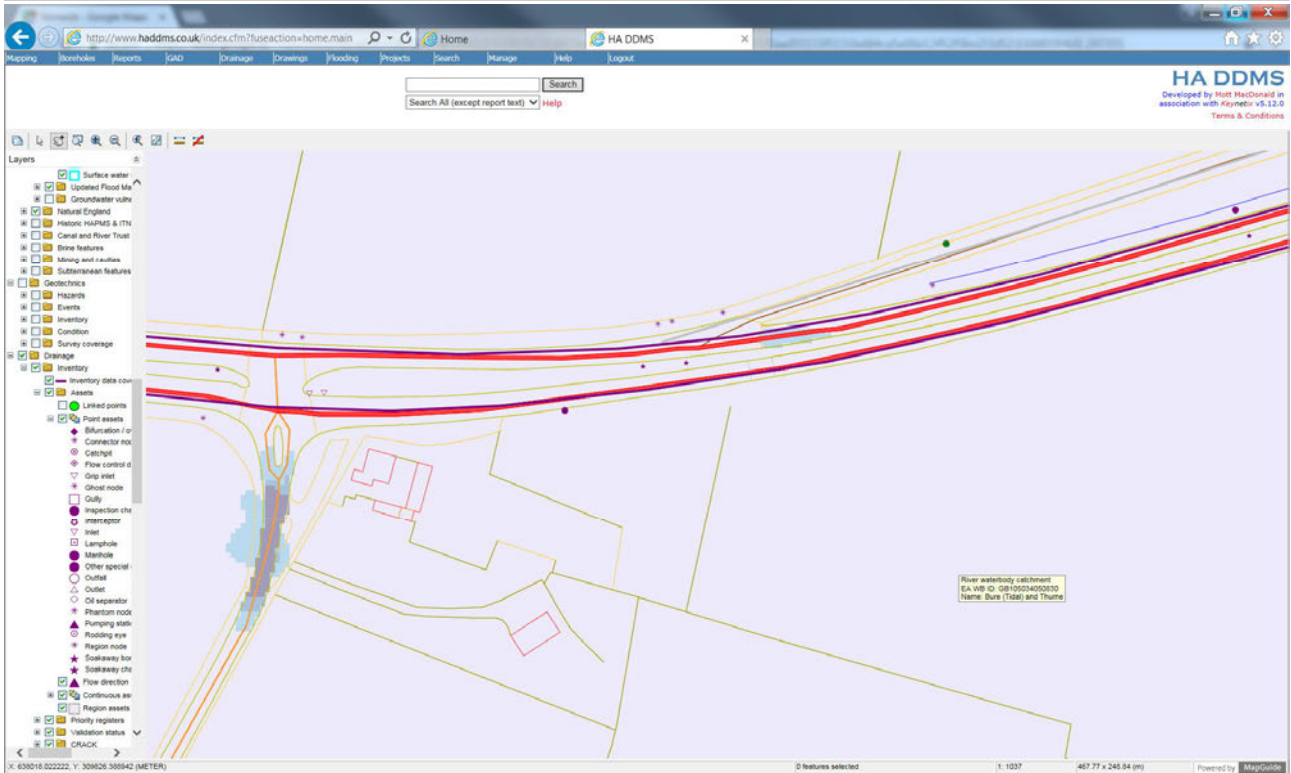 http://www.haddms.co.uk/index.cfm?fuseaction=home.main
Home
HA DDMS
Mapping Boreholes Reports GAD Drainage Drawings Flooding Projects Search Manage Help Logout
Search
Search All (except report text) Help
HA DDMS
Developed by Mott MacDonald in
association with Keynetix v5.12.0
Terms & Conditions
Layers
Surface water
Updated Flood Ma
Groundwater vulne
Natural England
Historic HAPMS & ITN
Canal and River Trust
Brine features
Mining and cavities
Subterranean features
Geotechnics
Hazards
Events
Inventory
Condition
Survey coverage
Drainage
Inventory
Inventory data cov
Assets
Linked points
Point assets
Bifurcation / o
Connector nod
Catchpit
Flow control d
Grip inlet
Ghost node
Gully
Inspection cha
Interceptor
Inlet
Lamphole
Manhole
Other special
Outfall
Outlet
Oil separator
Phantom node
Pumping stati
Rodding eye
Region node
Soakaway bor
Soakaway cha
Flow direction
Continuous as
Region assets
Priority registers
Validation status
CRACK
River waterbody catchment
EA WB ID: GB105034050830
Name: Bure (Tidal) and Thurne
X: 638018.022222, Y: 309826.388942 (METER)
0 features selected
1: 1037
467.77 x 248.84 (m)
Powered by MapGuide